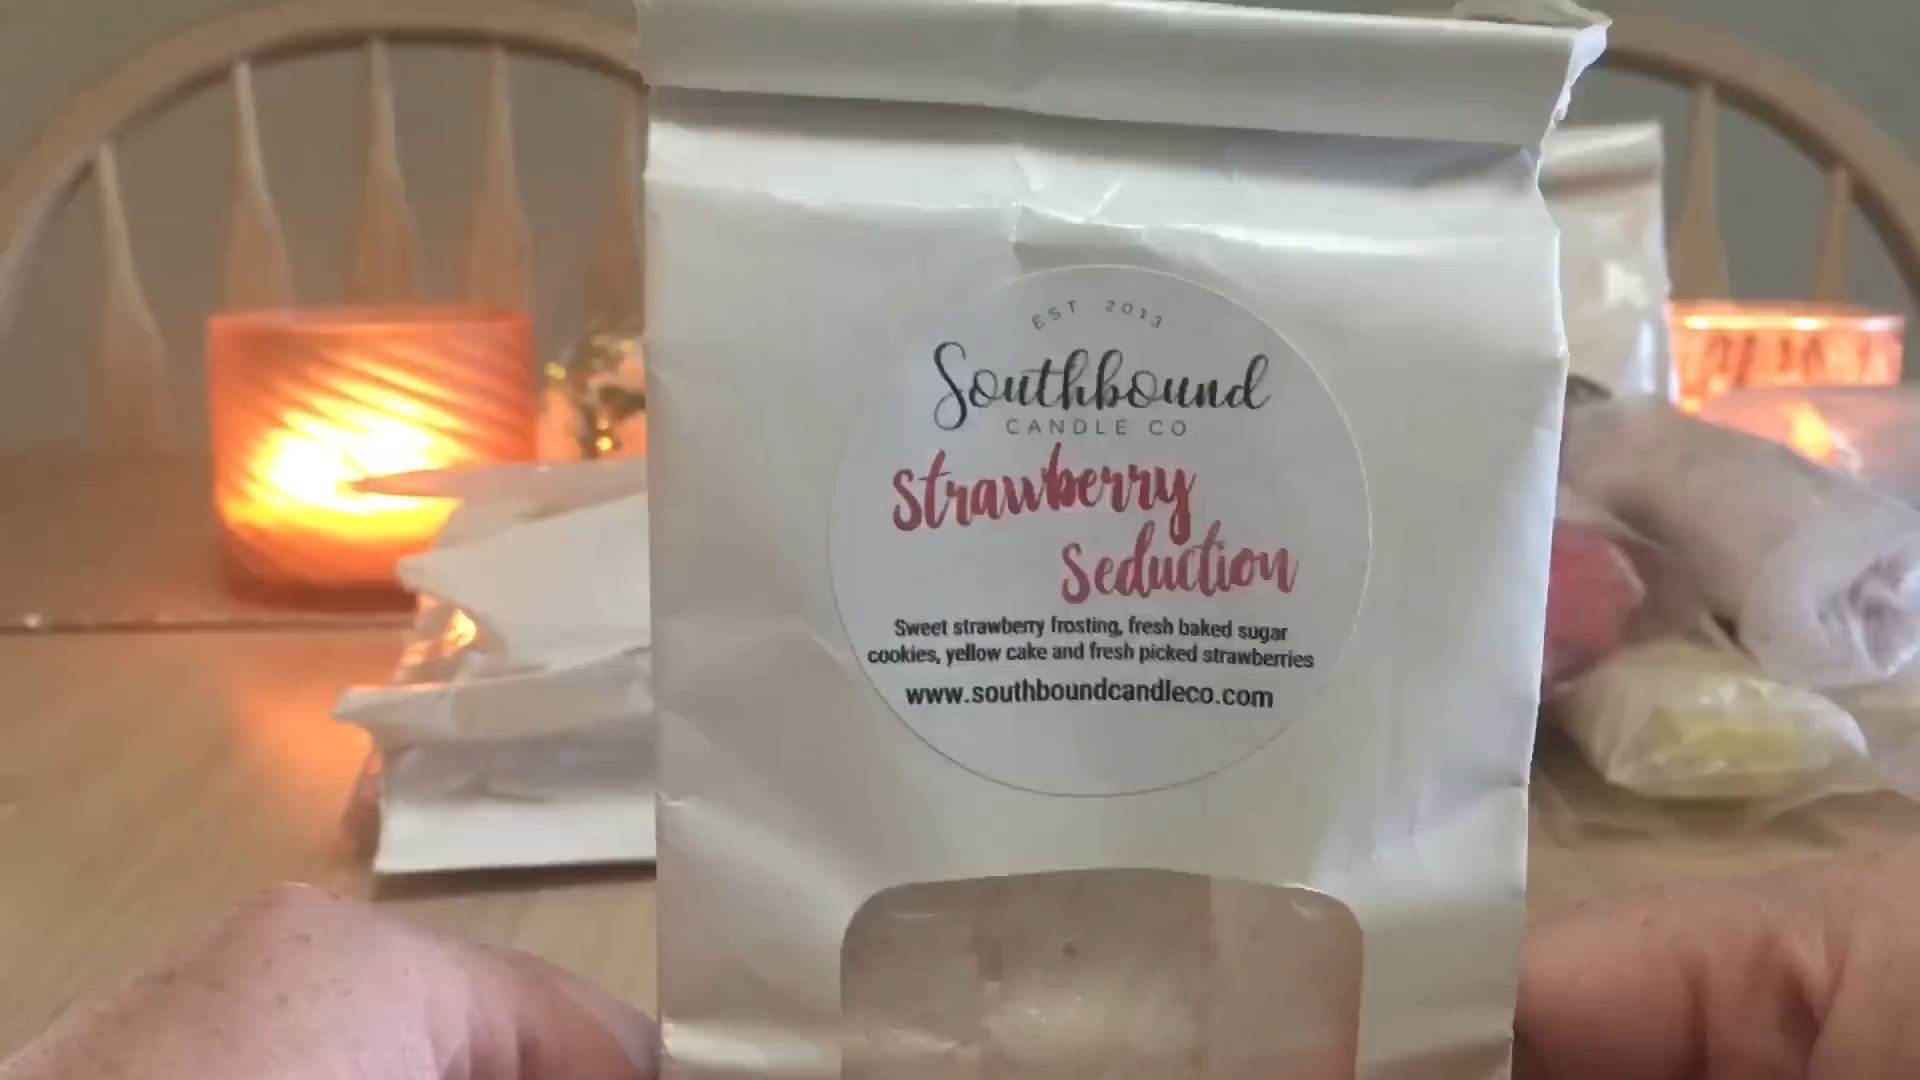 EST 2013
Southbound
CANDLE CO.
Strawberry
Seduction
Sweet strawberry frosting, fresh baked sugar
cookies, yellow cake and fresh picked strawberries
www.southboundcandleco.com